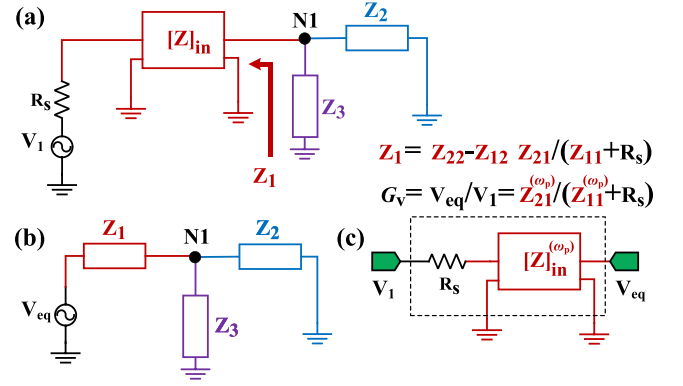 (a)
[Z]in
N1
Z2
Rs
Z3
V1
Z1
Z1= Z22-Z12 Z21/(Z11+Rs)
Gv= Veq/V1= Z21(ωp)/(Z11(ωp)+Rs)
(b)
Z1
N1
Z2
Veq
Z3
(c)
[Z]in(ωp)
V1
Rs
Veq